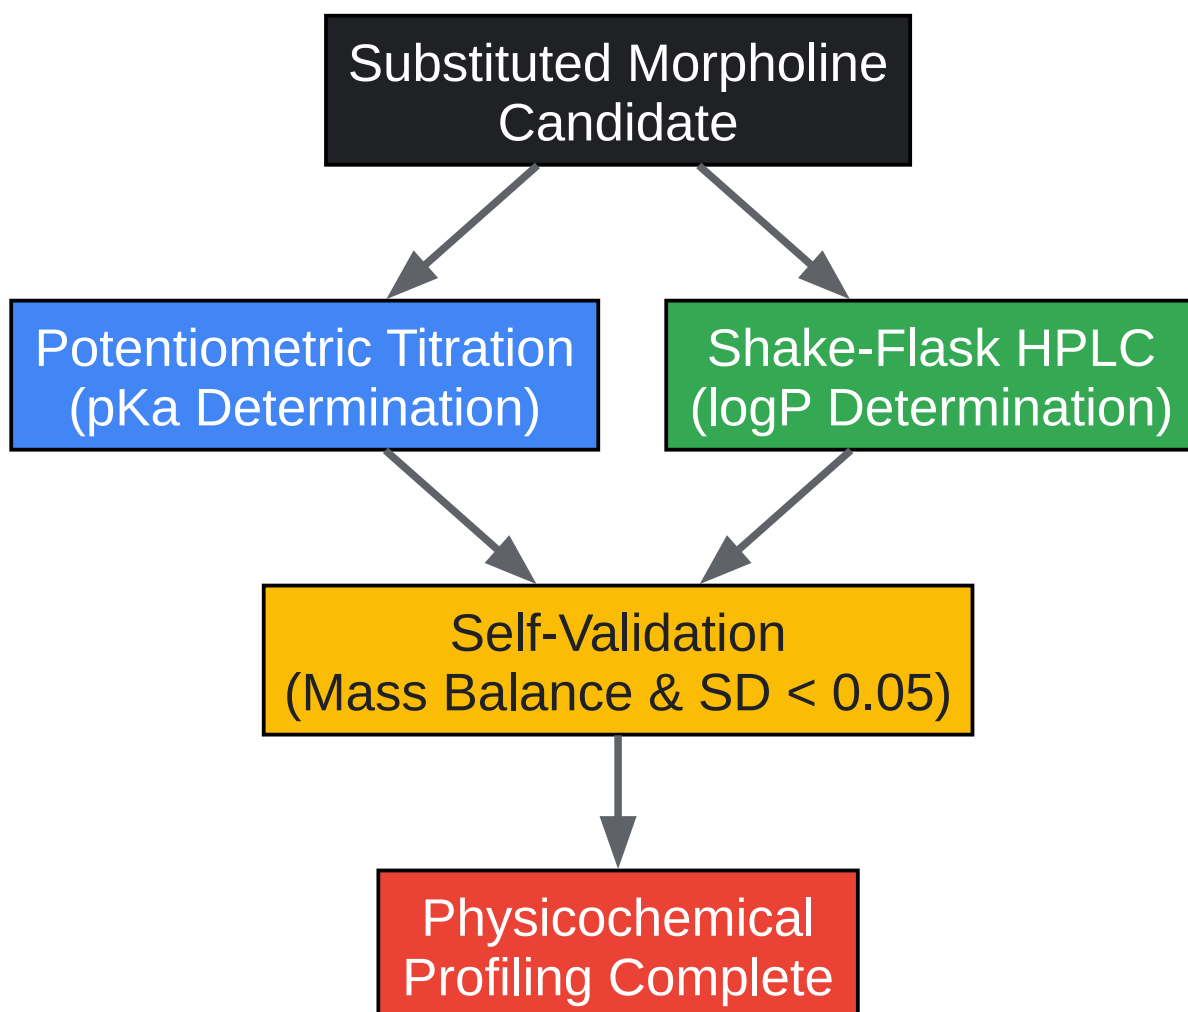 Substituted Morpholine
Candidate
Potentiometric Titration
(pKa Determination)
Shake-Flask HPLC
(logP Determination)
Self-Validation
(Mass Balance & SD < 0.05)
Physicochemical
Profiling Complete